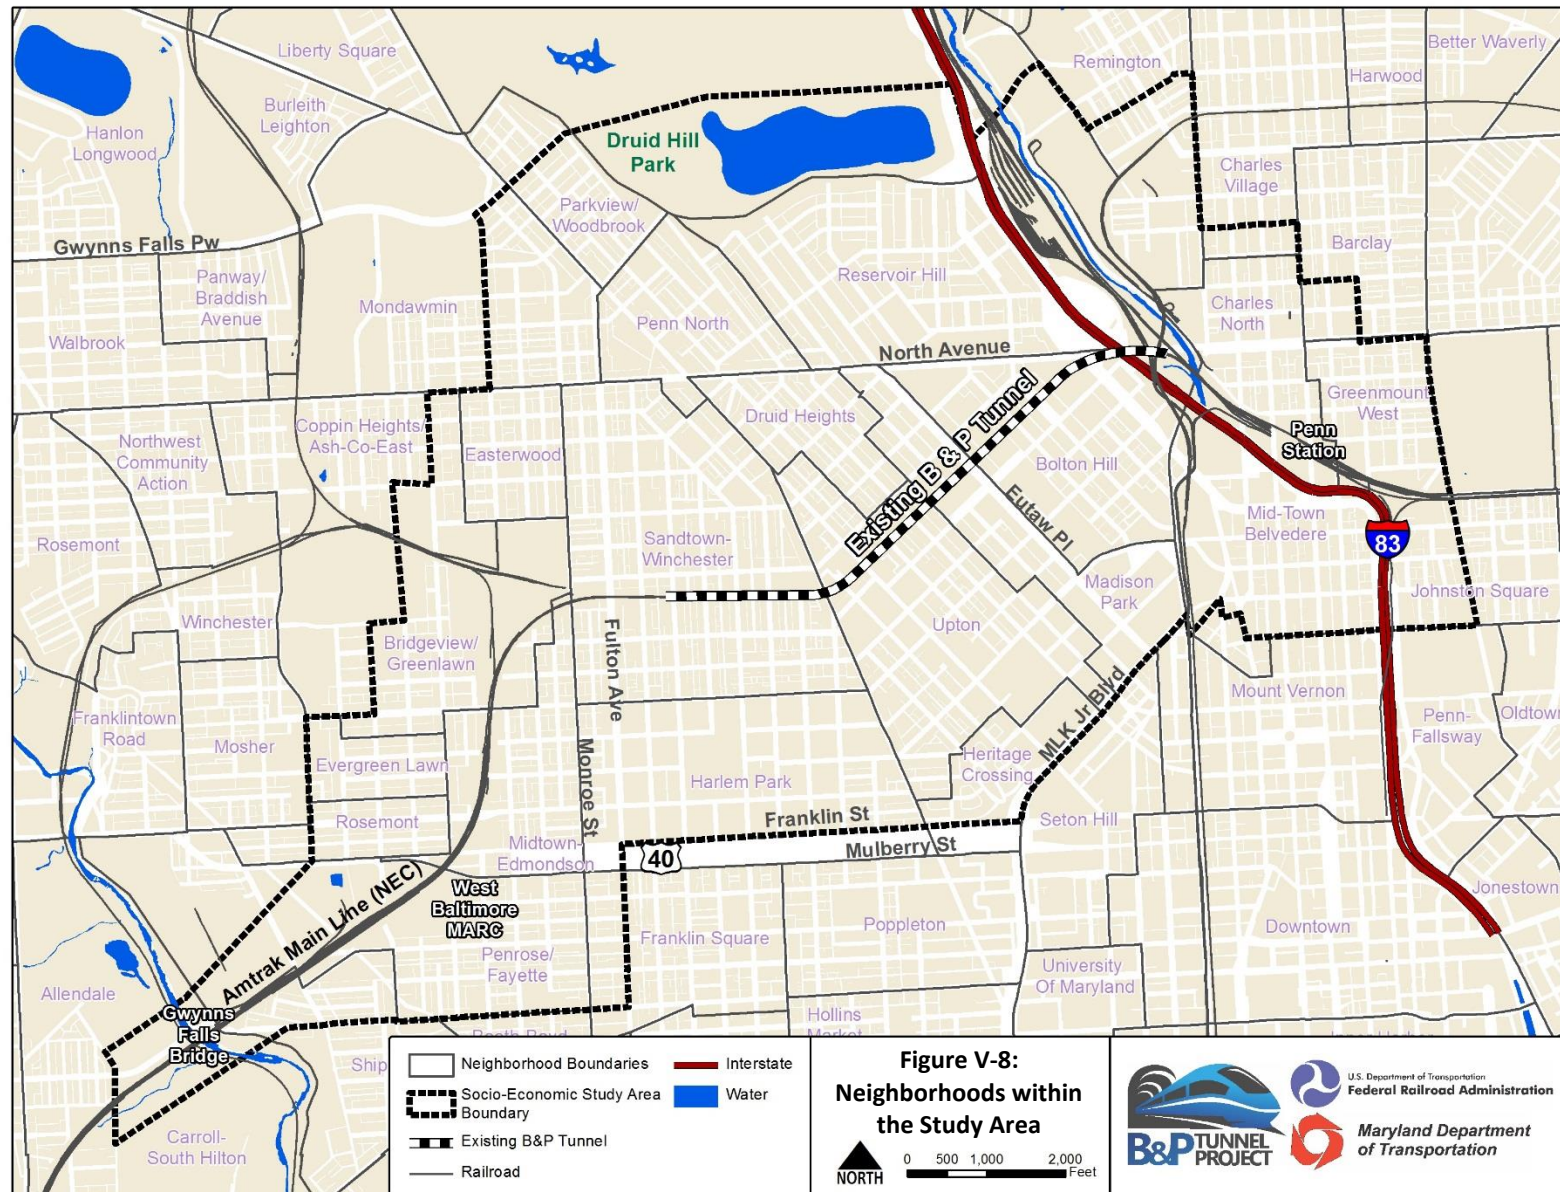 Liberty Square
Remington
Better Waverly
Harwood
Burleith
Leighton
Hanlon
Longwood
Druid Hill
Park
Charles
Village
Parkview/
Woodbrook
Barclay
Gwynns Falls Pw
Panway/
Braddish
Avenue
Mondawmin
Reservoir Hill
Charles
North
Walbrook
Penn North
North Avenue
Greenmount
West
Druid Heights
Existing B & P Tunnel
Penn
Station
Northwest
Community
Action
Coppin Heights/
Ash-Co-East
Easterwood
Bolton Hill
Eutaw Pl
Mid-Town
Belvedere
83
Rosemont
Sandtown-
Winchester
Madison
Park
Johnston Square
Winchester
Bridgeview/
Greenlawn
Fulton Ave
Upton
MLK Jr Blvd
Mount Vernon
Franklintown
Road
Mosher
Evergreen Lawn
Monroe St
Harlem Park
Heritage
Crossing
Penn-
Fallsway
Oldtown
Rosemont
Midtown-
Edmondson
Franklin St
40
Mulberry St
Seton Hill
Amtrak Main Line (NEC)
West
Baltimore
MARC
Jonestown
Penrose/
Fayette
Franklin Square
Poppleton
Downtown
Allendale
University
Of Maryland
Gwynns
Falls
Bridge
Hollins
Ship
Carroll-
South Hilton
Neighborhood Boundaries
Socio-Economic Study Area
Boundary
Existing B&P Tunnel
Railroad
Interstate
Water
Figure V-8:
Neighborhoods within
the Study Area
NORTH
0 500 1,000 2,000
Feet
B&P TUNNEL
PROJECT
U.S. Department of Transportation
Federal Railroad Administration
Maryland Department
of Transportation